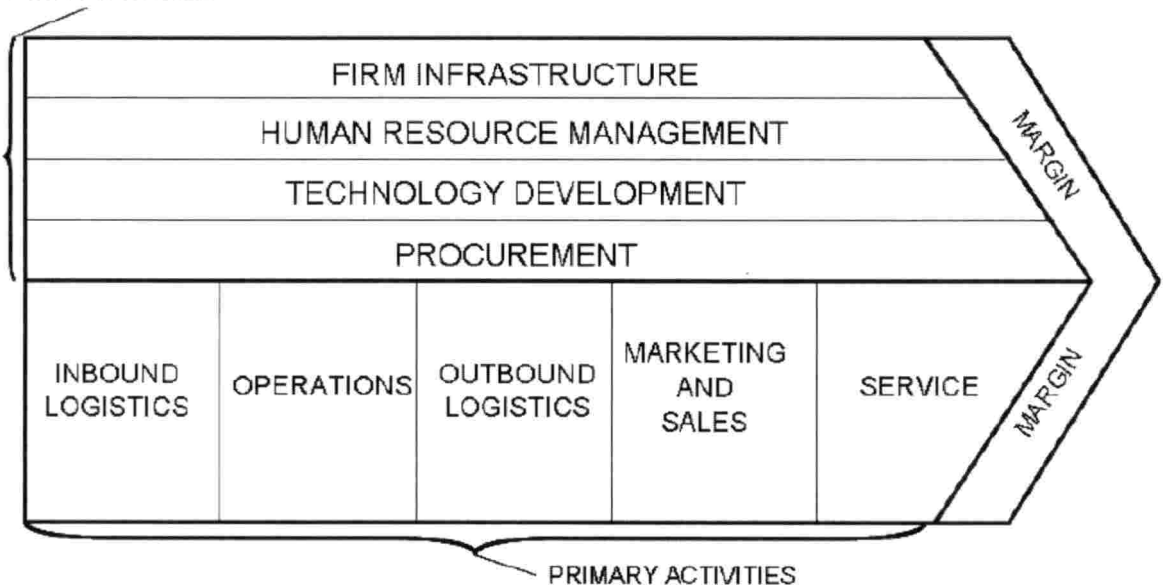 FIRM INFRASTRUCTURE
HUMAN RESOURCE MANAGEMENT
TECHNOLOGY DEVELOPMENT
PROCUREMENT
MARGIN
INBOUND
LOGISTICS
OPERATIONS
OUTBOUND
LOGISTICS
MARKETING
AND
SALES
SERVICE
MARGIN
PRIMARY ACTIVITIES